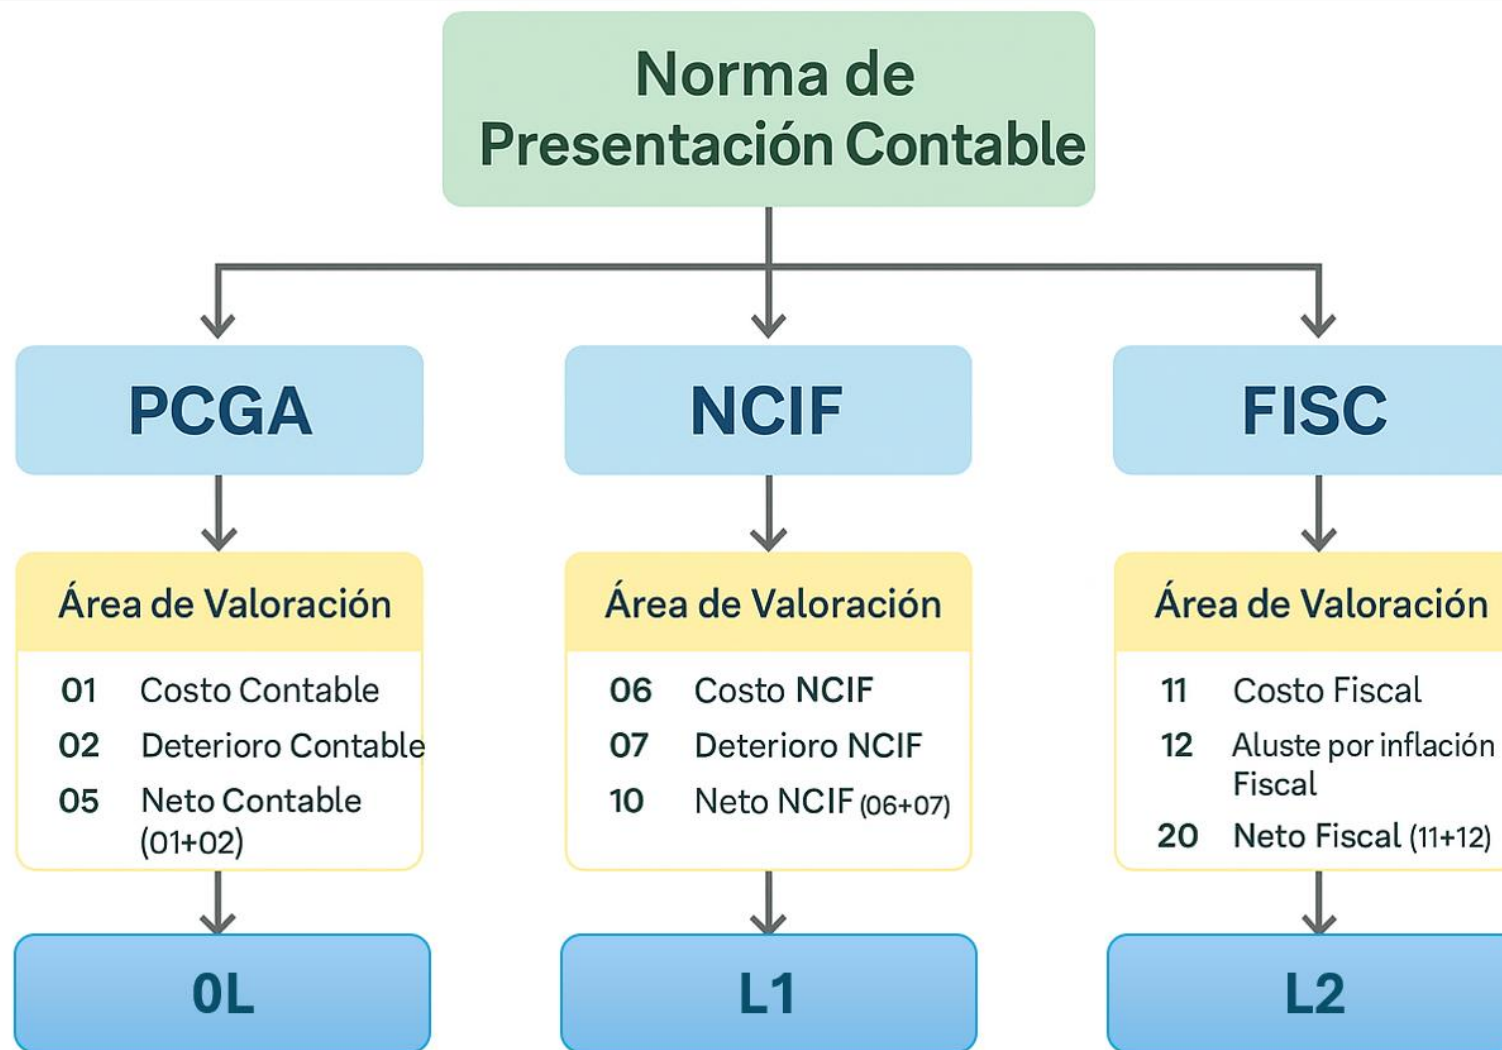 Norma de
Presentación Contable
PCGA
NCIF
FISC
Área de Valoración
01 Costo Contable
02 Deterioro Contable
05 Neto Contable
(01+02)
Área de Valoración
06 Costo NCIF
07 Deterioro NCIF
10 Neto NCIF (06+07)
Área de Valoración
11 Costo Fiscal
12 Aluste por inflación
Fiscal
20 Neto Fiscal (11+12)
0L
L1
L2